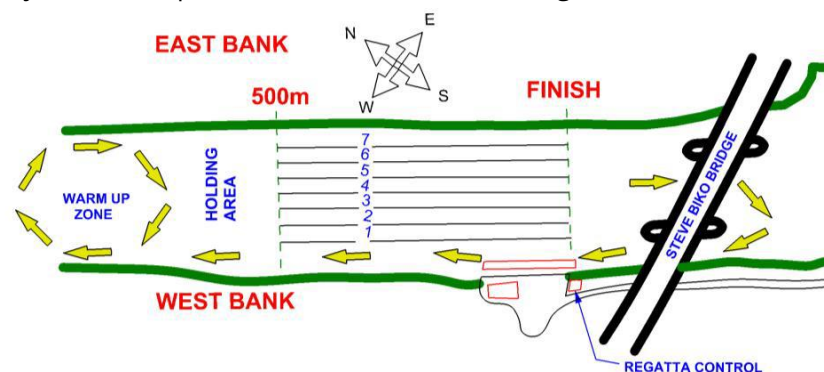 EAST BANK
N
E
W
S
500m
FINISH
7
6
5
4
3
2
1
WARM UP
ZONE
HOLDING
AREA
STEVE BIKO BRIDGE
WEST BANK
REGATTA CONTROL